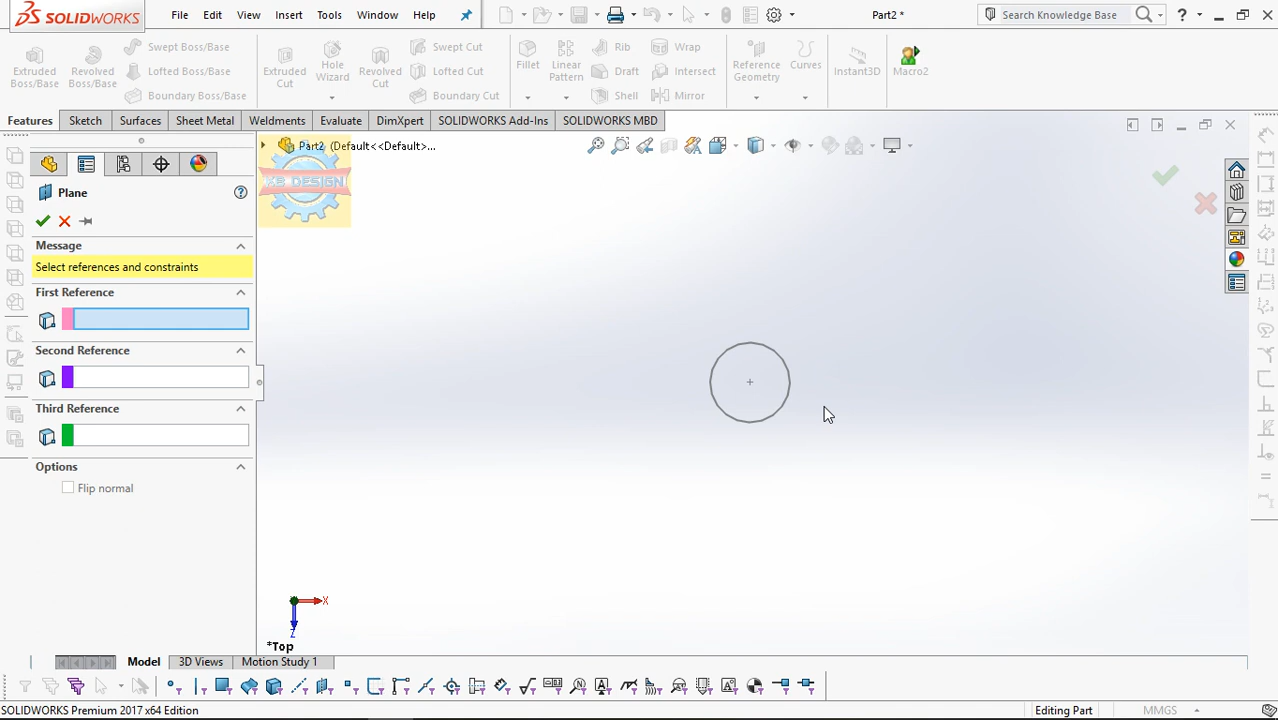 SOLIDWORKS File Edit View Insert Tools Window Help Part2 * Search Knowledge Base ?
Extruded Boss/Base Revolved Boss/Base Swept Boss/Base Lofted Boss/Base Boundary Boss/Base Extruded Cut Hole Wizard Revolved Cut Swept Cut Lofted Cut Boundary Cut Fillet Linear Pattern Rib Draft Shell Wrap Intersect Mirror Reference Geometry Curves Instant3D Macro2
Features Sketch Surfaces Sheet Metal Weldments Evaluate DimXpert SOLIDWORKS Add-Ins SOLIDWORKS MBD
Part2 (Default<<Default>...
Plane
Message
Select references and constraints
First Reference
Second Reference
Third Reference
Options
Flip normal
X
Z
*Top
Model 3D Views Motion Study 1
SOLIDWORKS Premium 2017 x64 Edition Editing Part MMGS